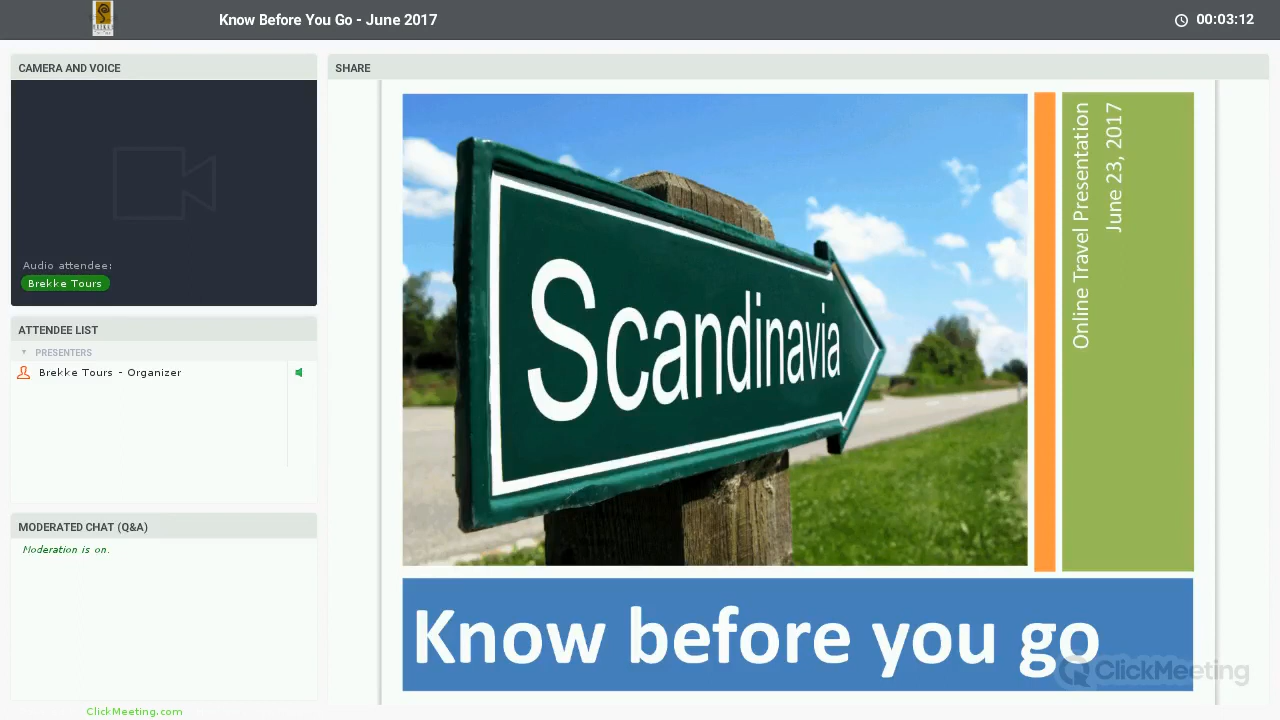 Know Before You Go - June 2017
00:03:12
CAMERA AND VOICE
Audio attendee:
Brekke Tours
ATTENDEE LIST
PRESENTERS
Brekke Tours - Organizer
MODERATED CHAT (Q&A)
Moderation is on.
ClickMeeting.com
SHARE
Scandinavia
Online Travel Presentation
June 23, 2017
Know before you go
ClickMeeting